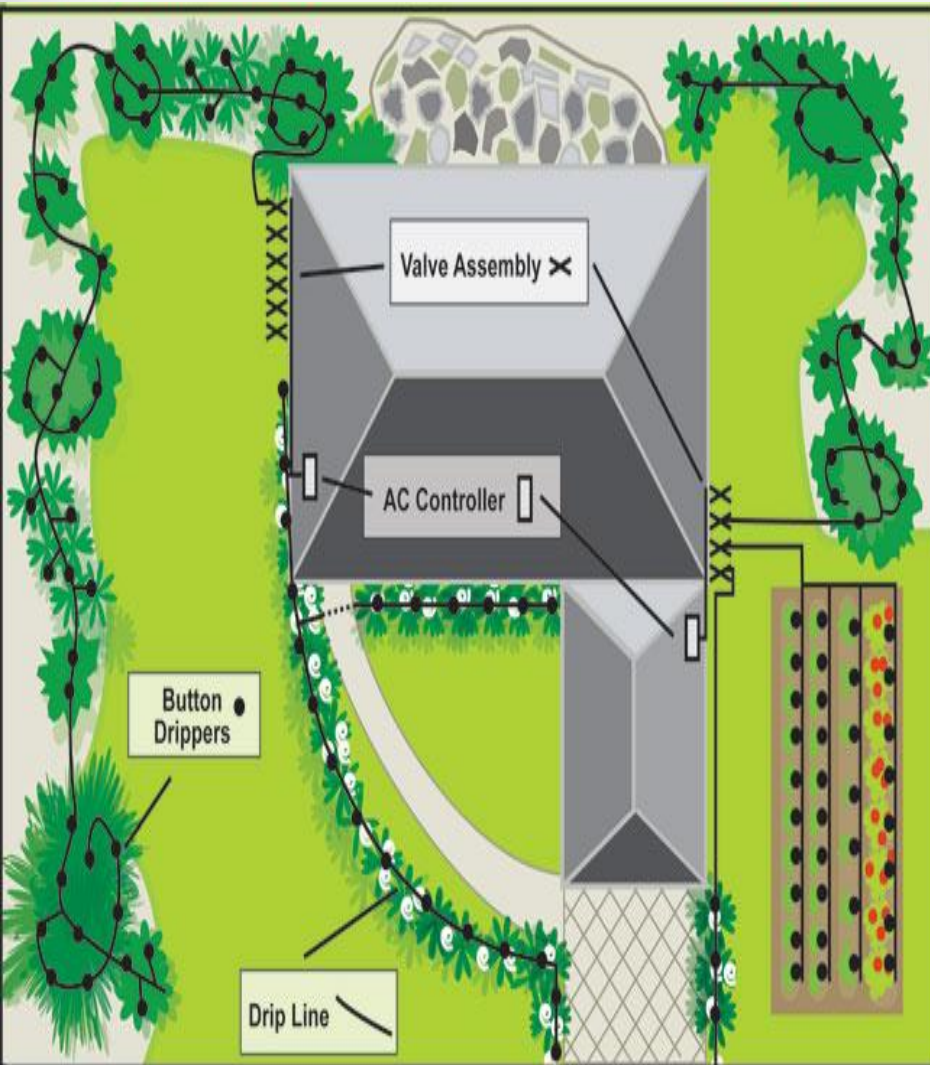 Valve Assembly
AC Controller
Button
Drippers
Drip Line